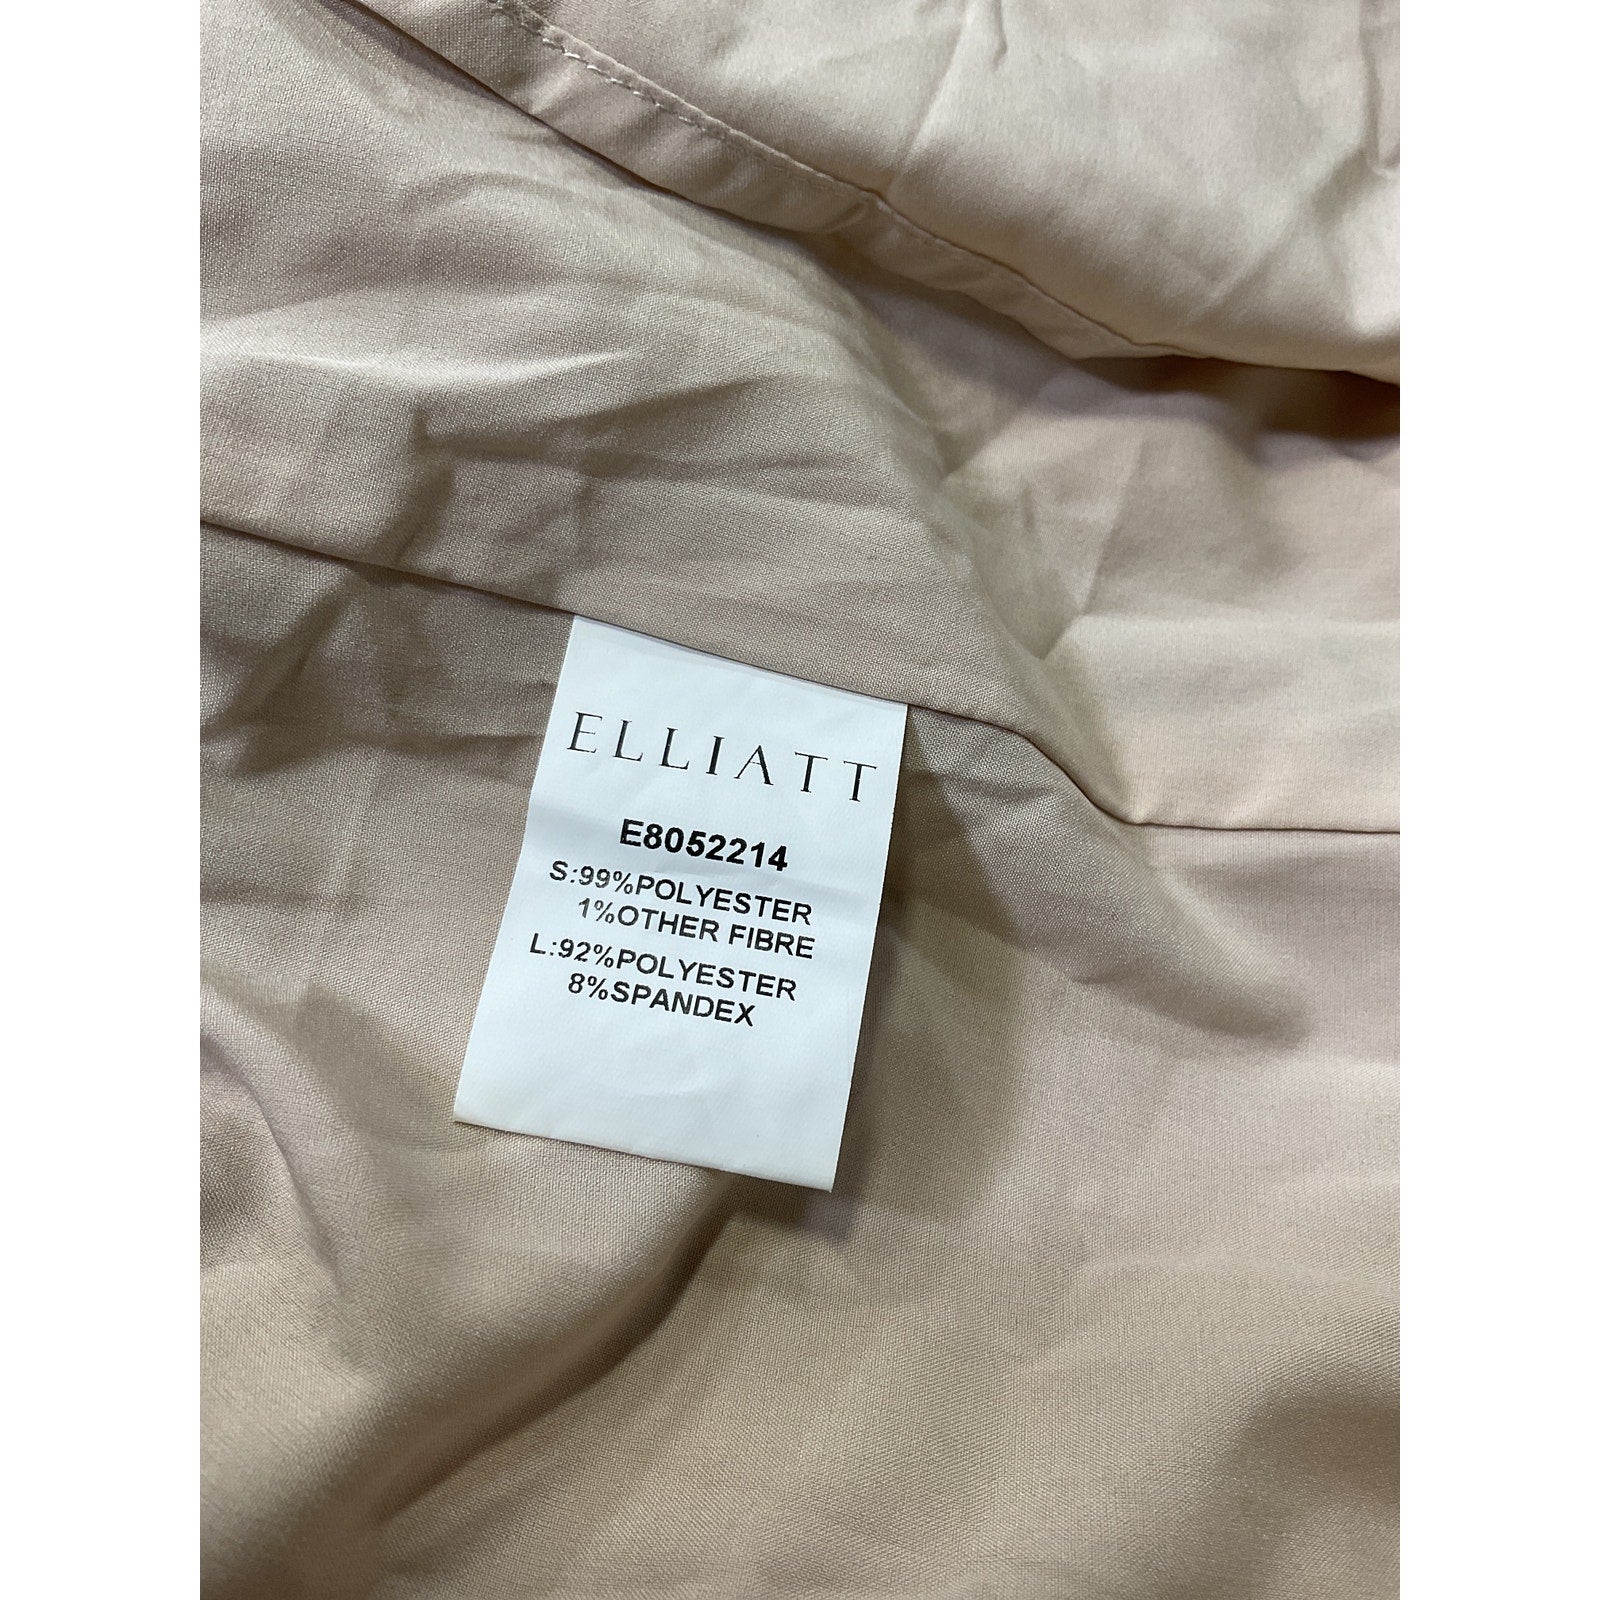 ELLIATT
E8052214
S:99%POLYESTER
1%OTHER FIBRE
L:92%POLYESTER
8%SPANDEX